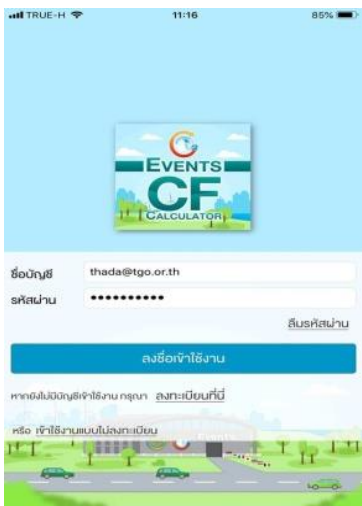 TRUE-H 11:16 85%
EVENTS
CF
CALCULATOR
ชื่อบัญชี thada@tgo.or.th
รหัสผ่าน ••••••••••
ลืมรหัสผ่าน
ลงชื่อเข้าใช้งาน
หากยังไม่มีบัญชีเข้าใช้งาน กรุณา ลงทะเบียนที่นี่
หรือ เข้าใช้งานแบบไม่ลงทะเบียน
Events